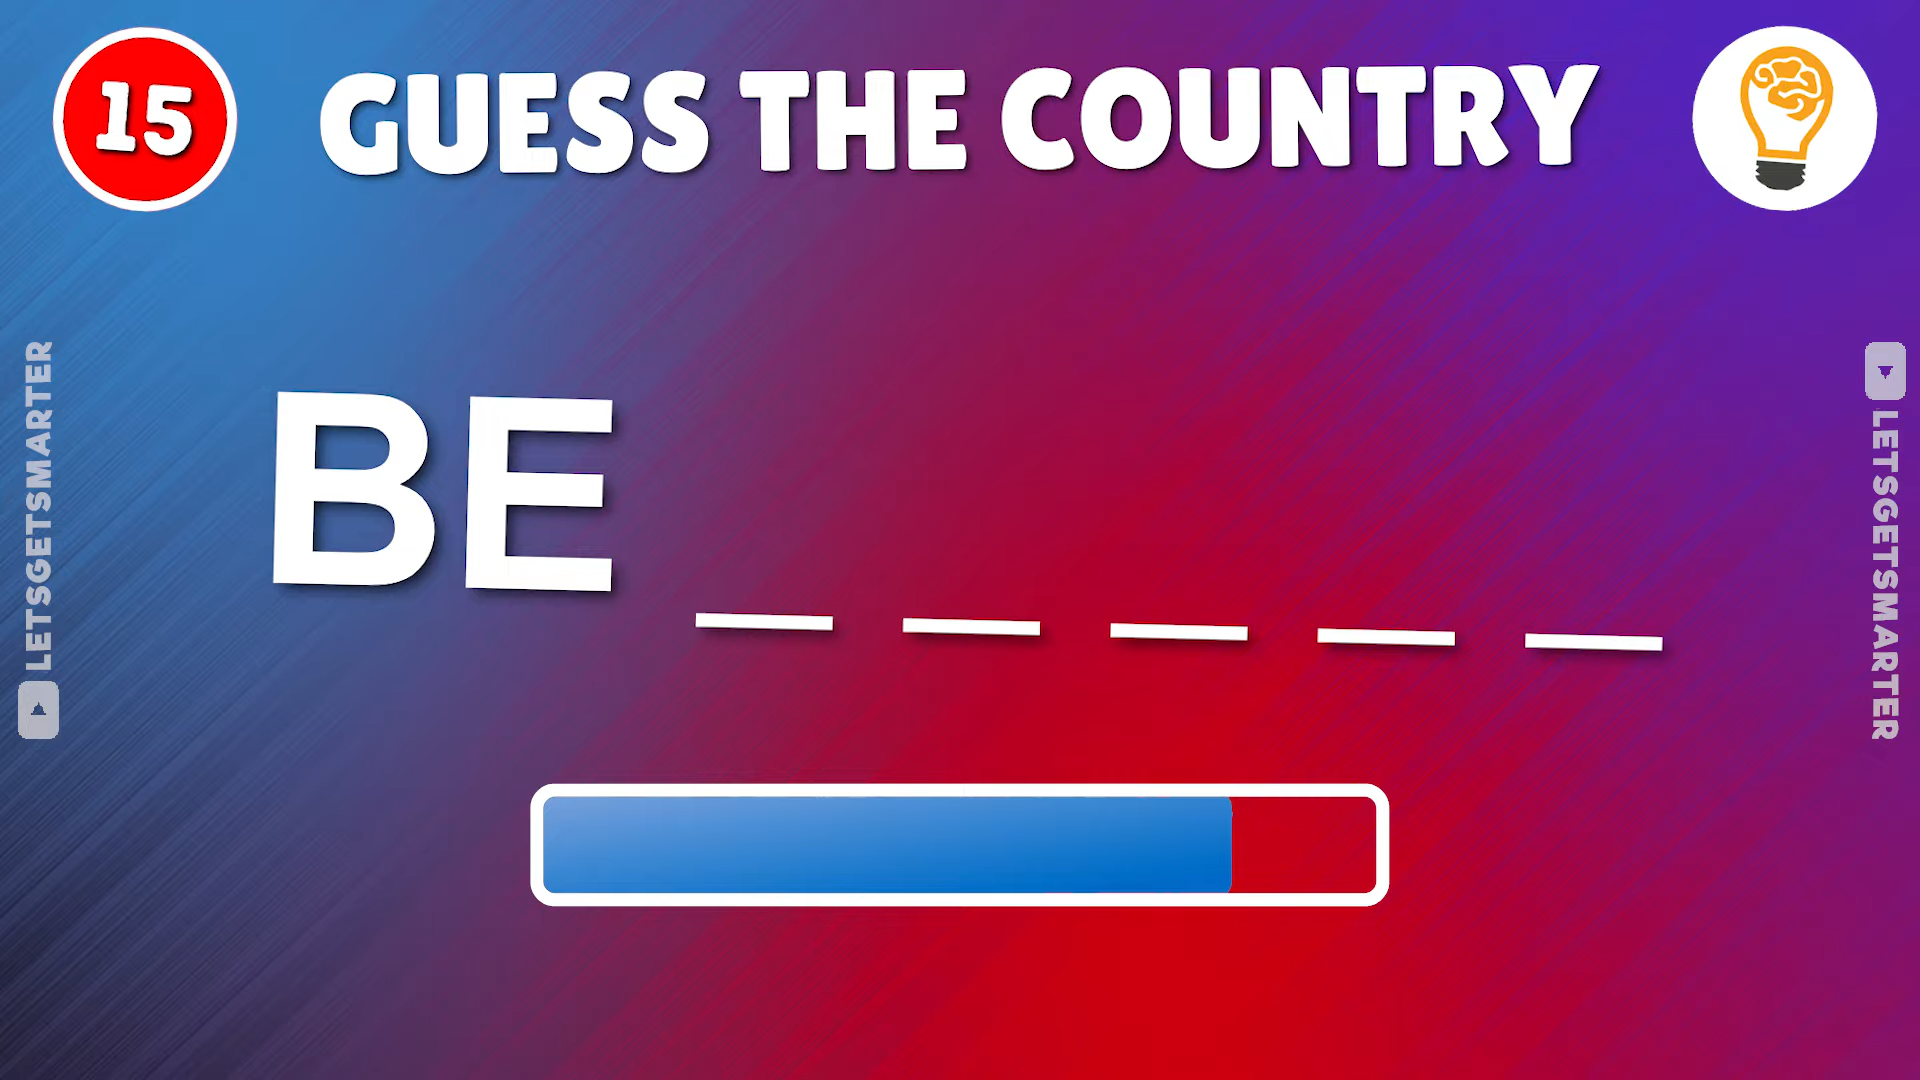 15
GUESS THE COUNTRY
BE _ _ _ _ _
LETSGETSMARTER
LETSGETSMARTER